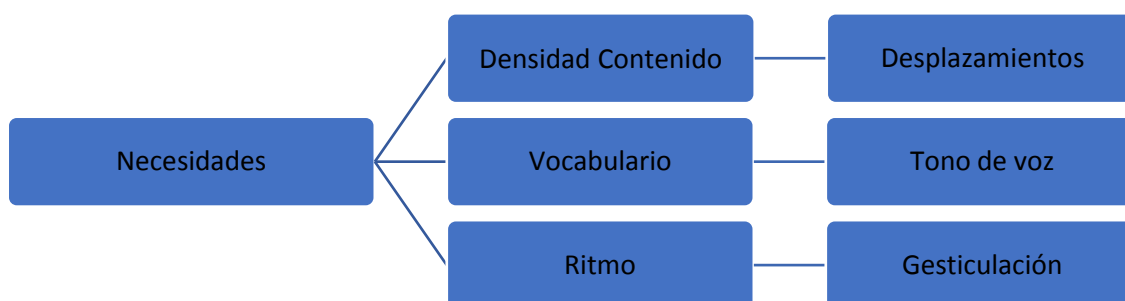 Densidad Contenido
Desplazamientos
Necesidades
Vocabulario
Tono de voz
Ritmo
Gesticulación